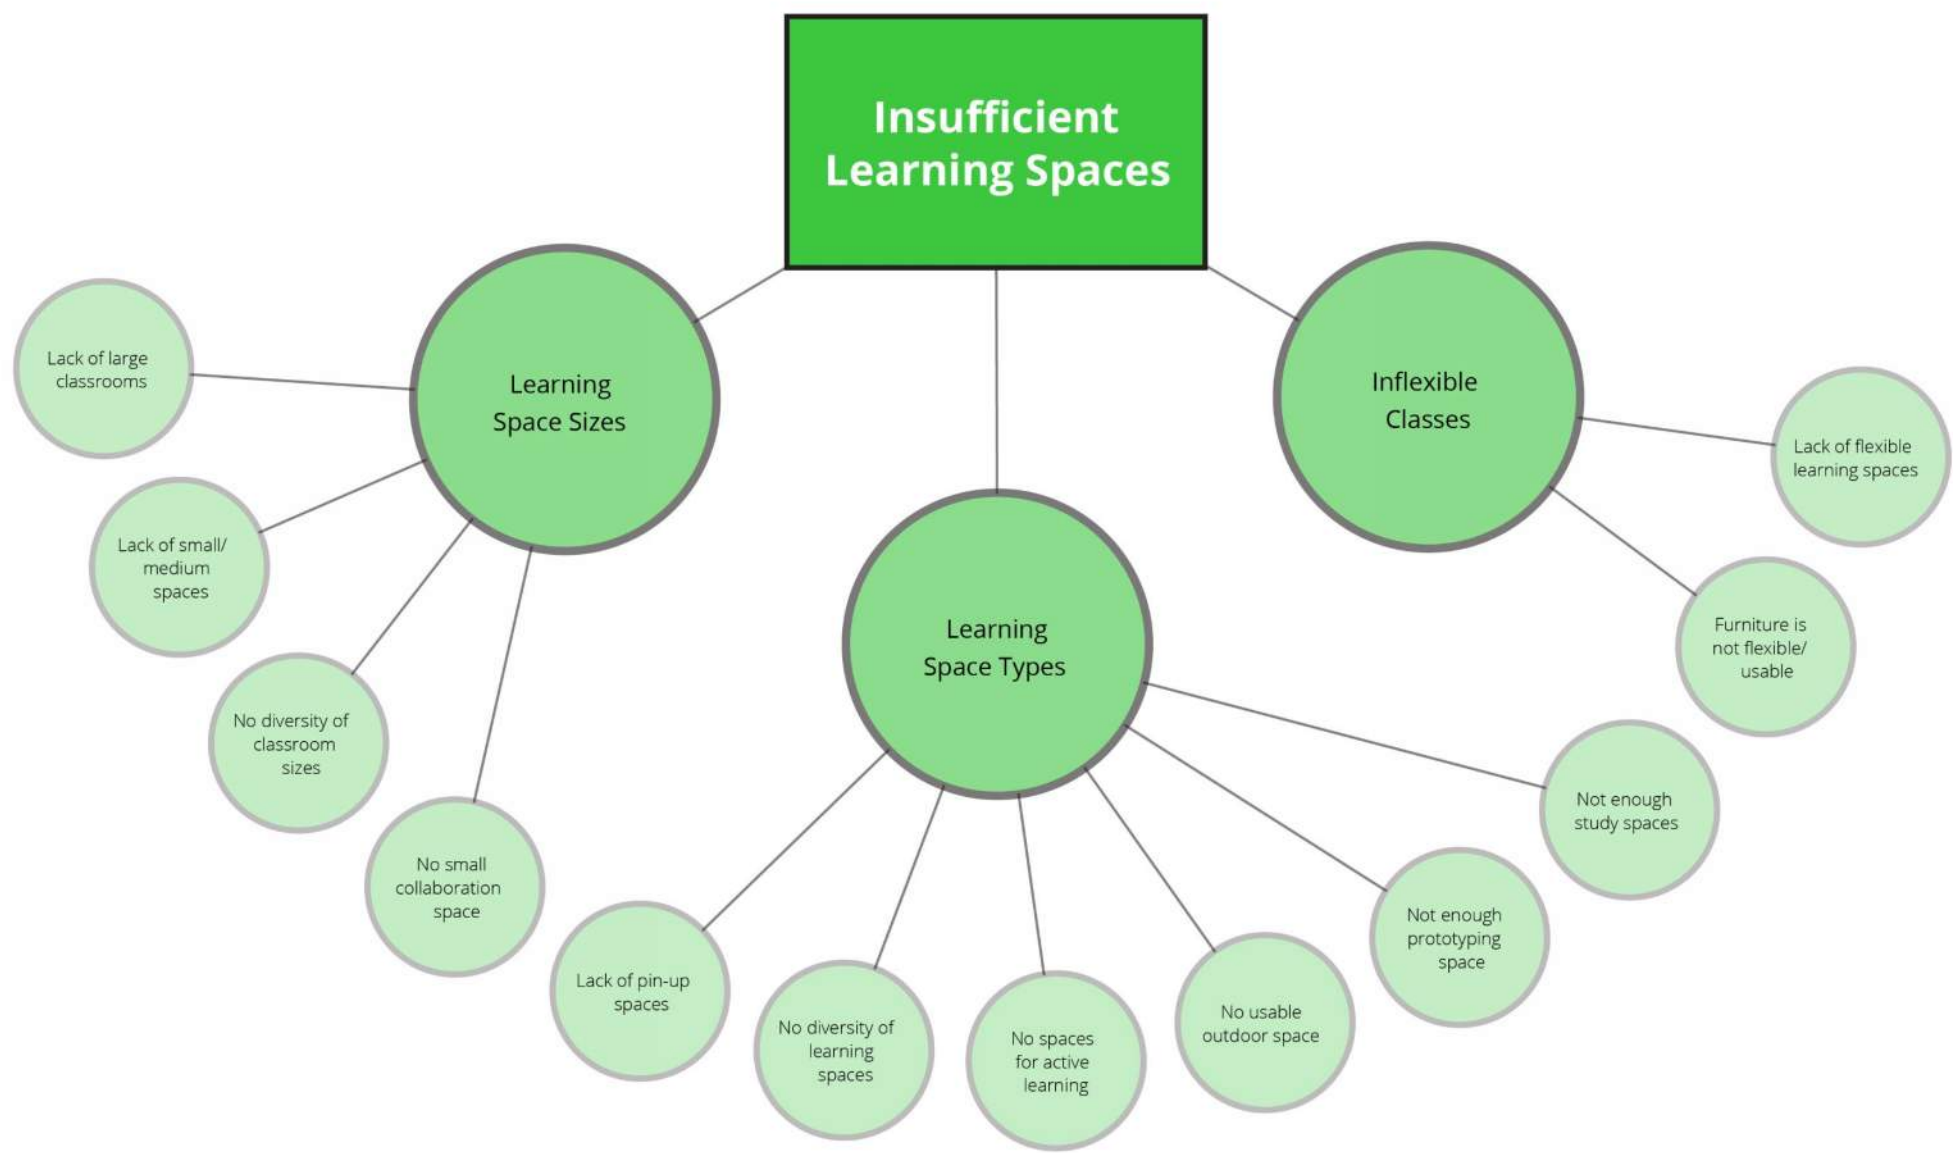 Insufficient
Learning Spaces
Learning
Space Sizes
Lack of large
classrooms
Lack of small/
medium
spaces
No diversity of
classroom
sizes
No small
collaboration
space
Learning
Space Types
Lack of pin-up
spaces
No diversity of
learning
spaces
No spaces
for active
learning
No usable
outdoor space
Not enough
prototyping
space
Not enough
study spaces
Inflexible
Classes
Lack of flexible
learning spaces
Furniture is
not flexible/
usable